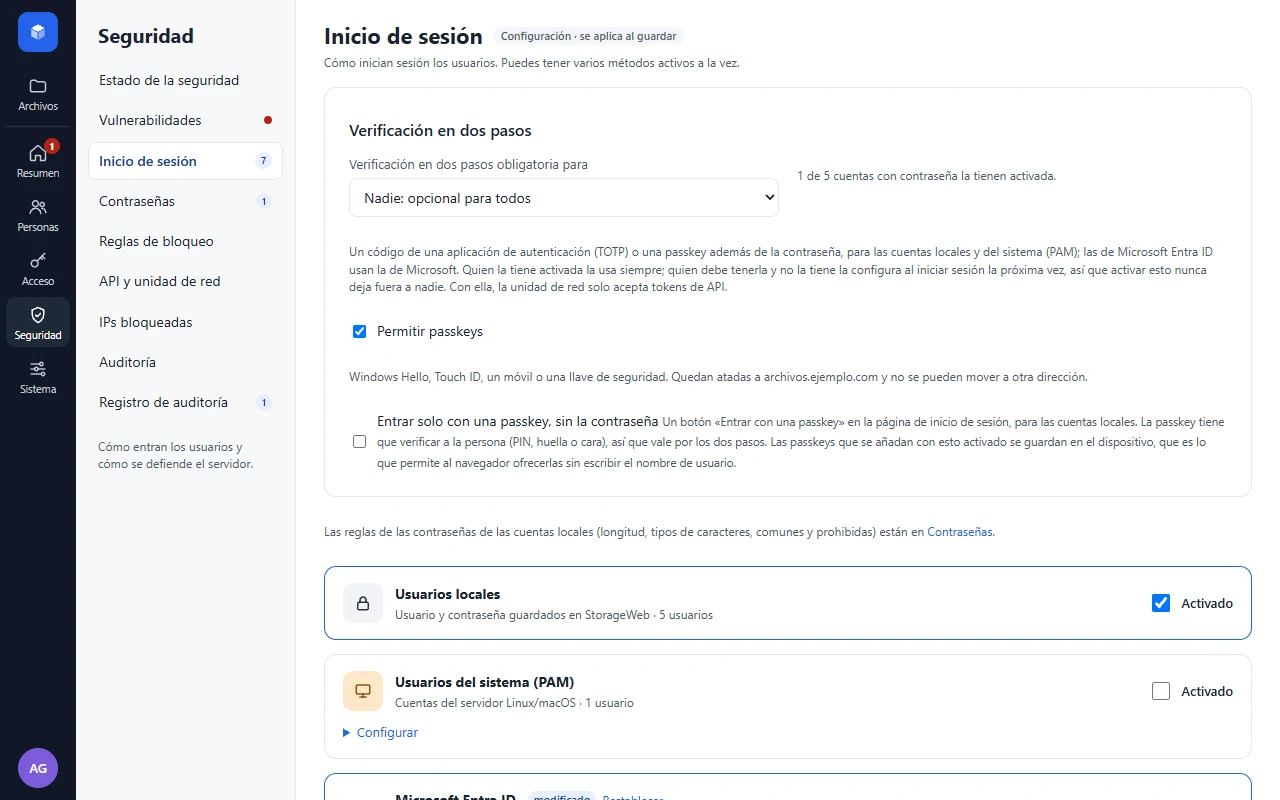 Archivos
1
Resumen
Personas
Acceso
Seguridad
Sistema
AG
Seguridad
Estado de la seguridad
Vulnerabilidades
Inicio de sesión 7
Contraseñas 1
Reglas de bloqueo
API y unidad de red
IPs bloqueadas
Auditoría
Registro de auditoría 1
Cómo entran los usuarios y
cómo se defiende el servidor.
Inicio de sesión Configuración · se aplica al guardar
Cómo inician sesión los usuarios. Puedes tener varios métodos activos a la vez.
Verificación en dos pasos
Verificación en dos pasos obligatoria para
Nadie: opcional para todos
1 de 5 cuentas con contraseña la tienen activada.
Un código de una aplicación de autenticación (TOTP) o una passkey además de la contraseña, para las cuentas locales y del sistema (PAM); las de Microsoft Entra ID
usan la de Microsoft. Quien la tiene activada la usa siempre; quien debe tenerla y no la tiene la configura al iniciar sesión la próxima vez, así que activar esto nunca
deja fuera a nadie. Con ella, la unidad de red solo acepta tokens de API.
Permitir passkeys
Windows Hello, Touch ID, un móvil o una llave de seguridad. Quedan atadas a archivos.ejemplo.com y no se pueden mover a otra dirección.
Entrar solo con una passkey, sin la contraseña Un botón «Entrar con una passkey» en la página de inicio de sesión, para las cuentas locales. La passkey tiene
que verificar a la persona (PIN, huella o cara), así que vale por los dos pasos. Las passkeys que se añadan con esto activado se guardan en el dispositivo, que es lo
que permite al navegador ofrecerlas sin escribir el nombre de usuario.
Las reglas de las contraseñas de las cuentas locales (longitud, tipos de caracteres, comunes y prohibidas) están en Contraseñas.
Usuarios locales
Usuario y contraseña guardados en StorageWeb · 5 usuarios
Activado
Usuarios del sistema (PAM)
Cuentas del servidor Linux/macOS · 1 usuario
Activado
Configurar
Microsoft Entra ID modificado Restablecer